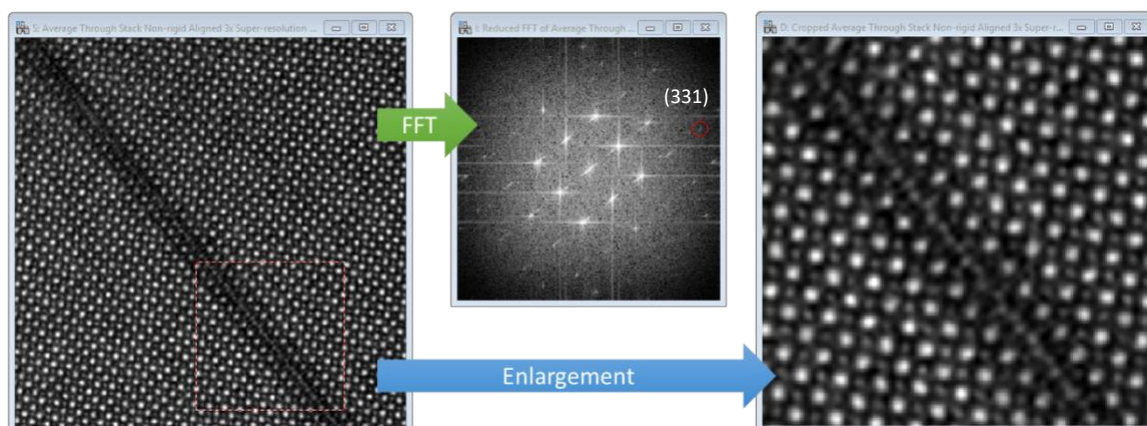 S: Average Through Stack Non-rigid Aligned 3x Super-resolution ...
I: Reduced FFT of Average Through ...
D: Cropped Average Through Stack Non-rigid Aligned 3x Super-r...
(331)
FFT
Enlargement